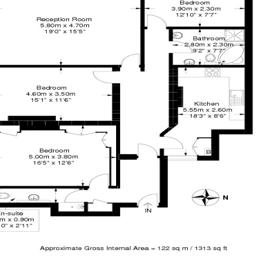 Bedroom
3.90m x 2.30m
12'10" x 7'7"
Reception Room
5.80m x 4.70m
19'0" x 15'5"
Bathroom
2.80m x 2.30m
9'2" x 7'7"
Bedroom
4.60m x 3.50m
15'1" x 11'6"
Kitchen
5.55m x 2.60m
18'3" x 8'6"
Bedroom
5.00m x 3.80m
16'5" x 12'6"
N
IN
n-suite
m x 0.90m
0" x 2'11"
Approximate Gross Internal Area = 122 sq m / 1313 sq ft